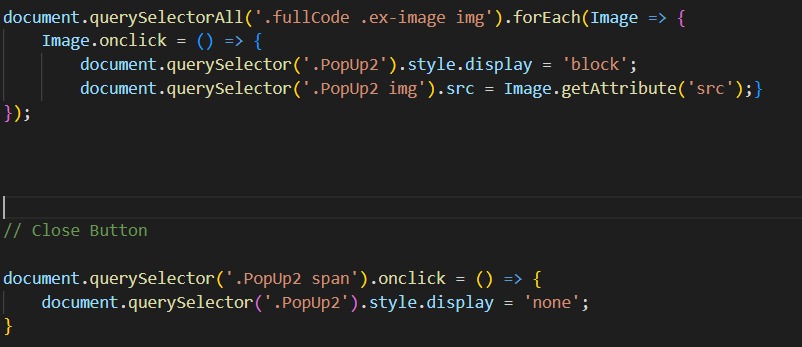 document.querySelectorAll('.fullCode .ex-image img').forEach(Image => {
    Image.onclick = () => {
        document.querySelector('.PopUp2').style.display = 'block';
        document.querySelector('.PopUp2 img').src = Image.getAttribute('src');}
});
// Close Button
document.querySelector('.PopUp2 span').onclick = () => {
    document.querySelector('.PopUp2').style.display = 'none';
}